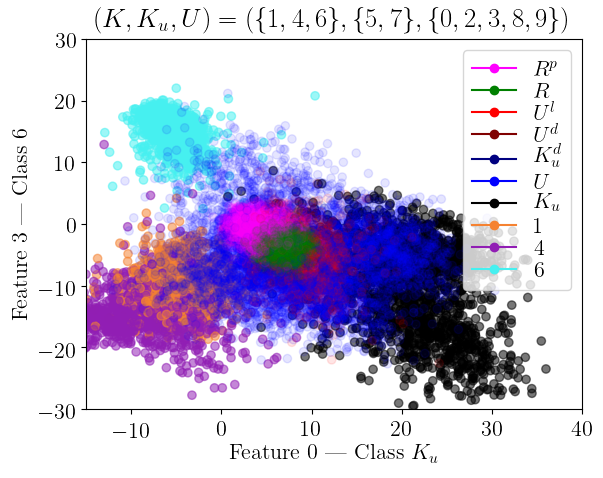 (K, K_u, U) = ({1, 4, 6}, {5, 7}, {0, 2, 3, 8, 9})
30
20
10
0
−10
−20
−30
Feature 3 — Class 6
R^p
R
U^l
U^d
K_u^d
U
K_u
1
4
6
−10
0
10
20
30
40
Feature 0 — Class K_u